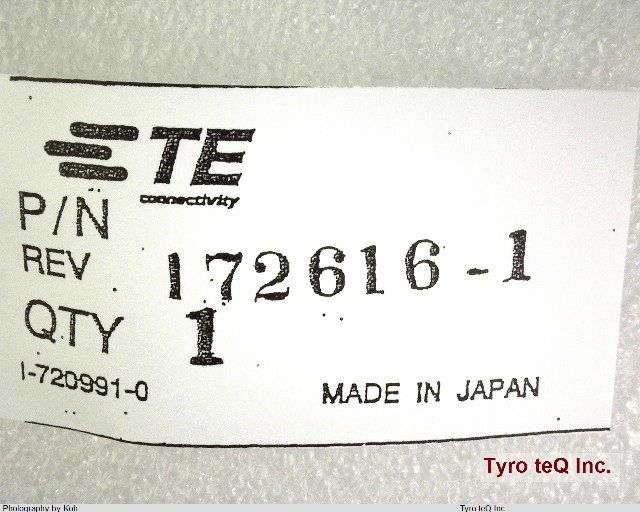 TE
connectivity
P/N
REV
172616-1
QTY 1
I-720991-0
MADE IN JAPAN
Tyro teQ Inc.
Photography by Koh
Tyro teQ Inc